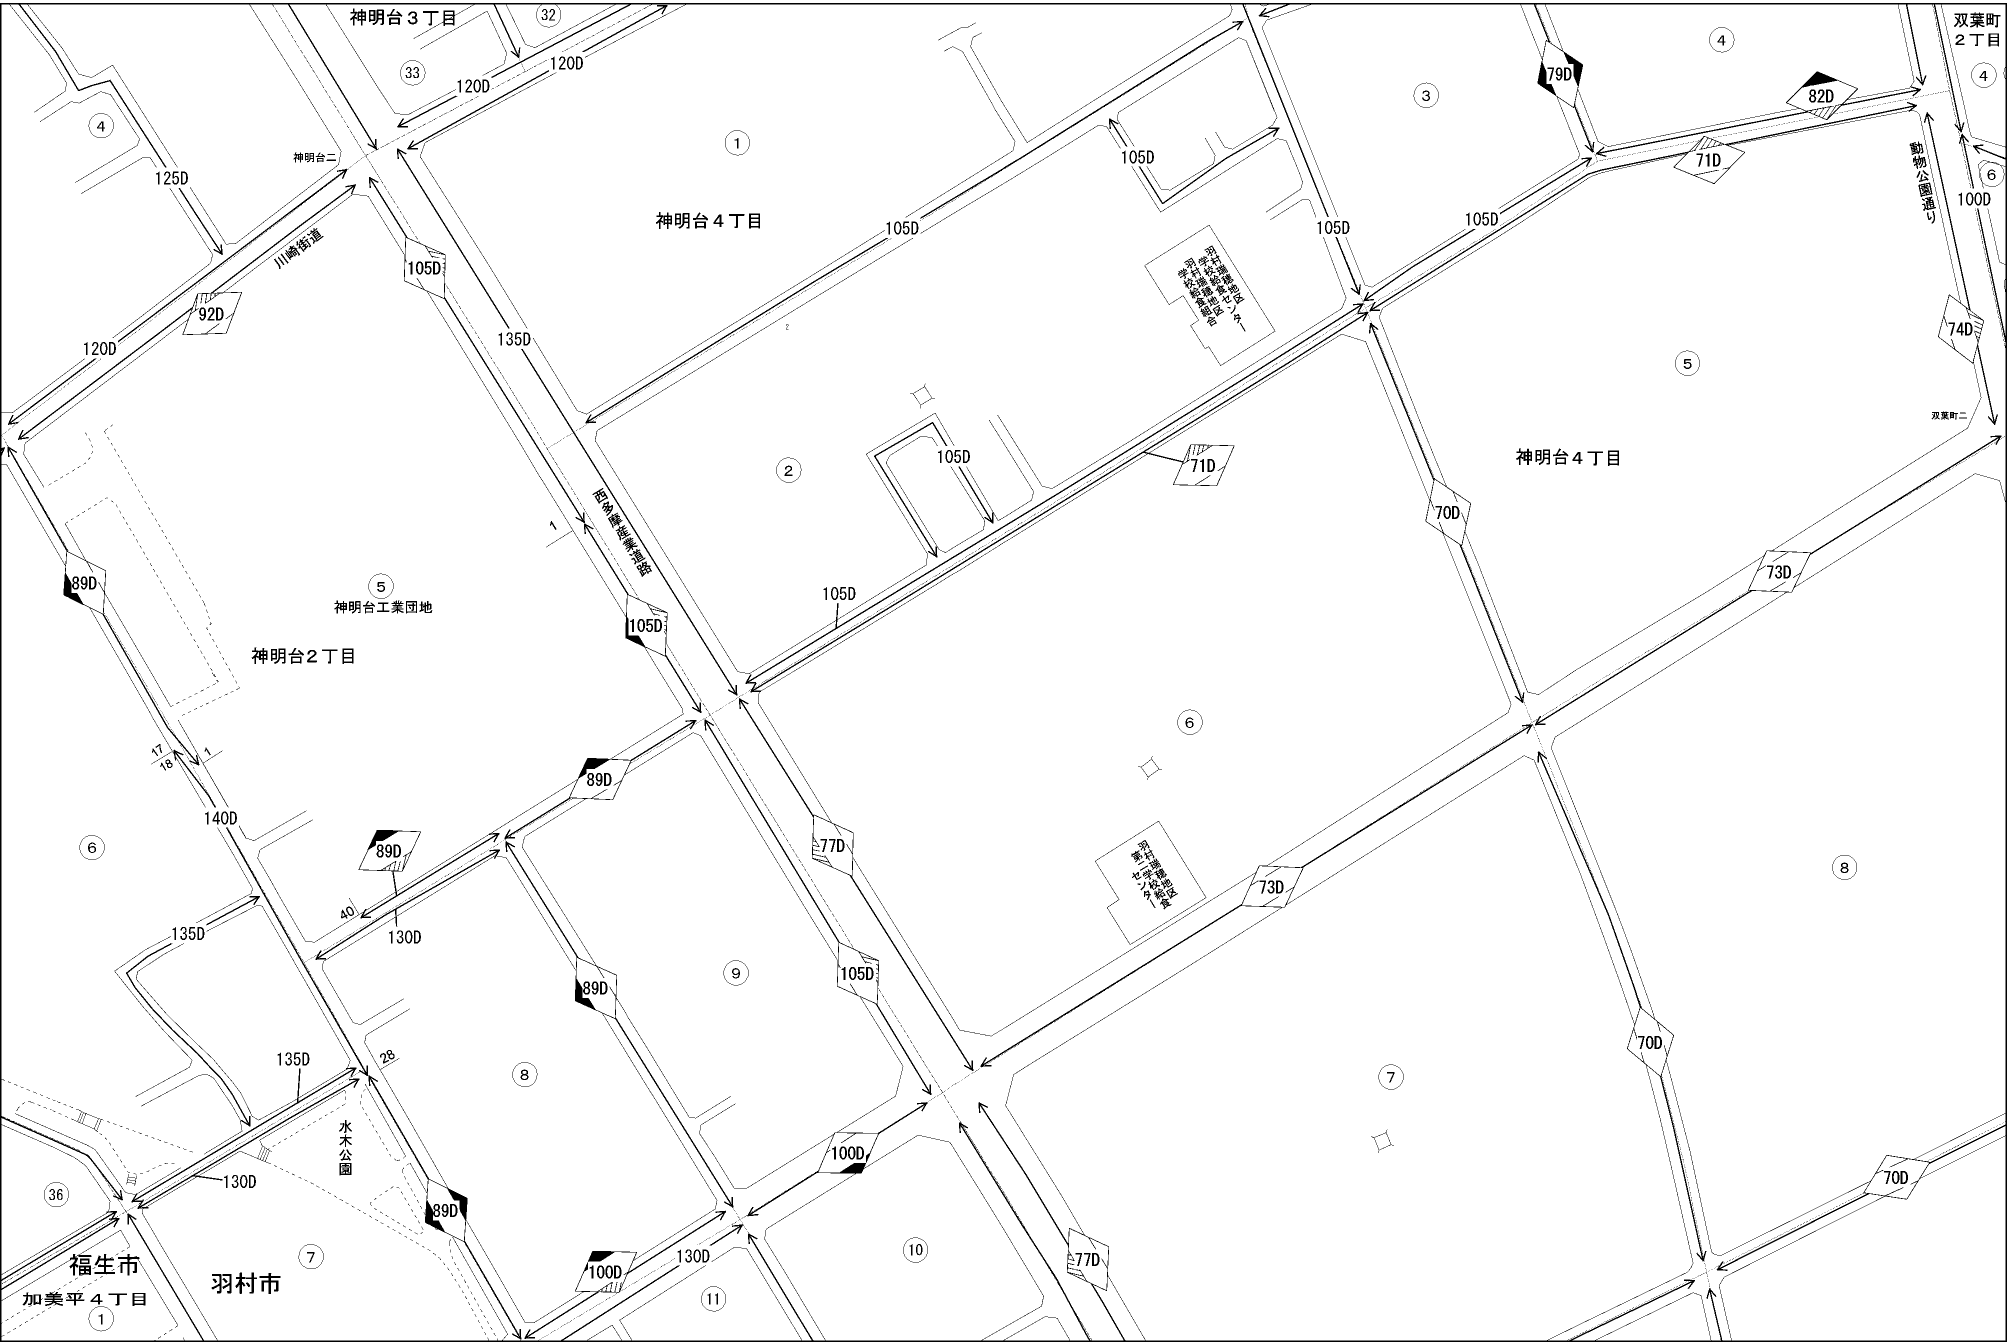 神明台３丁目
32
双葉町
２丁目
33
120D
120D
79D
4
4
82D
4
3
125D
神明台二
1
105D
71D
動物公園通り
6
100D
神明台４丁目
105D
105D
105D
川崎街道
105D
羽村瑞穂地区
学校給食センター
羽村瑞穂地区
学校給食組合
92D
135D
2
74D
120D
5
双葉町二
105D
2
71D
神明台４丁目
西多摩産業道路
1
70D
89D
5
神明台工業団地
73D
105D
105D
神明台２丁目
6
17
18
1
89D
140D
77D
6
89D
羽村瑞穂地区
第二学校給食
センター
73D
8
40
135D
130D
9
105D
89D
70D
28
135D
8
7
水木公園
100D
130D
36
89D
70D
7
10
77D
福生市
羽村市
130D
100D
加美平４丁目
1
11